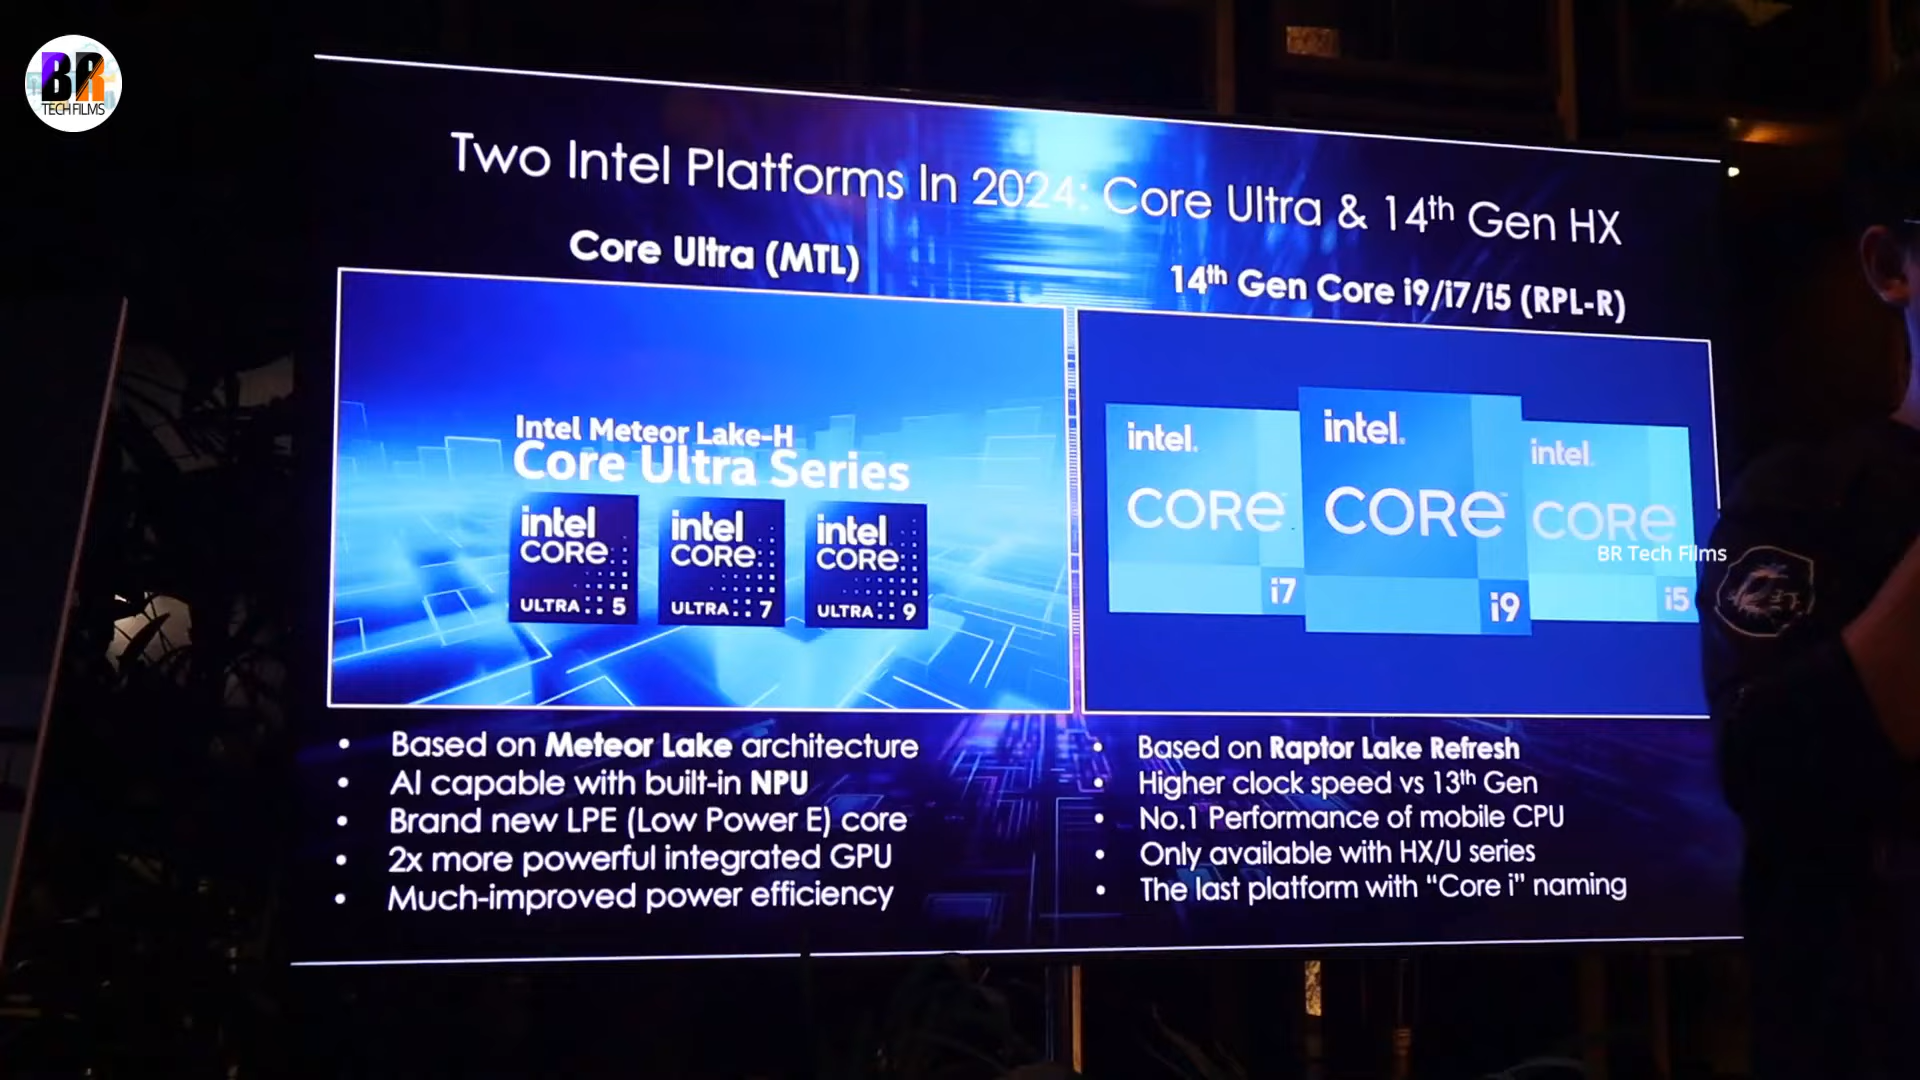 BR
TECH FILMS
Two Intel Platforms In 2024: Core Ultra & 14th Gen HX
Core Ultra (MTL)
Intel Meteor Lake-H
Core Ultra Series
intel
CORE
ULTRA 5
intel
CORE
ULTRA 7
intel
CORE
ULTRA 9
• Based on Meteor Lake architecture
• AI capable with built-in NPU
• Brand new LPE (Low Power E) core
• 2x more powerful integrated GPU
• Much-improved power efficiency
14th Gen Core i9/i7/i5 (RPL-R)
intel.
CORE™
i7
intel.
CORE™
i9
intel.
CORE
i5
BR Tech Films
• Based on Raptor Lake Refresh
• Higher clock speed vs 13th Gen
• No.1 Performance of mobile CPU
• Only available with HX/U series
• The last platform with “Core i” naming